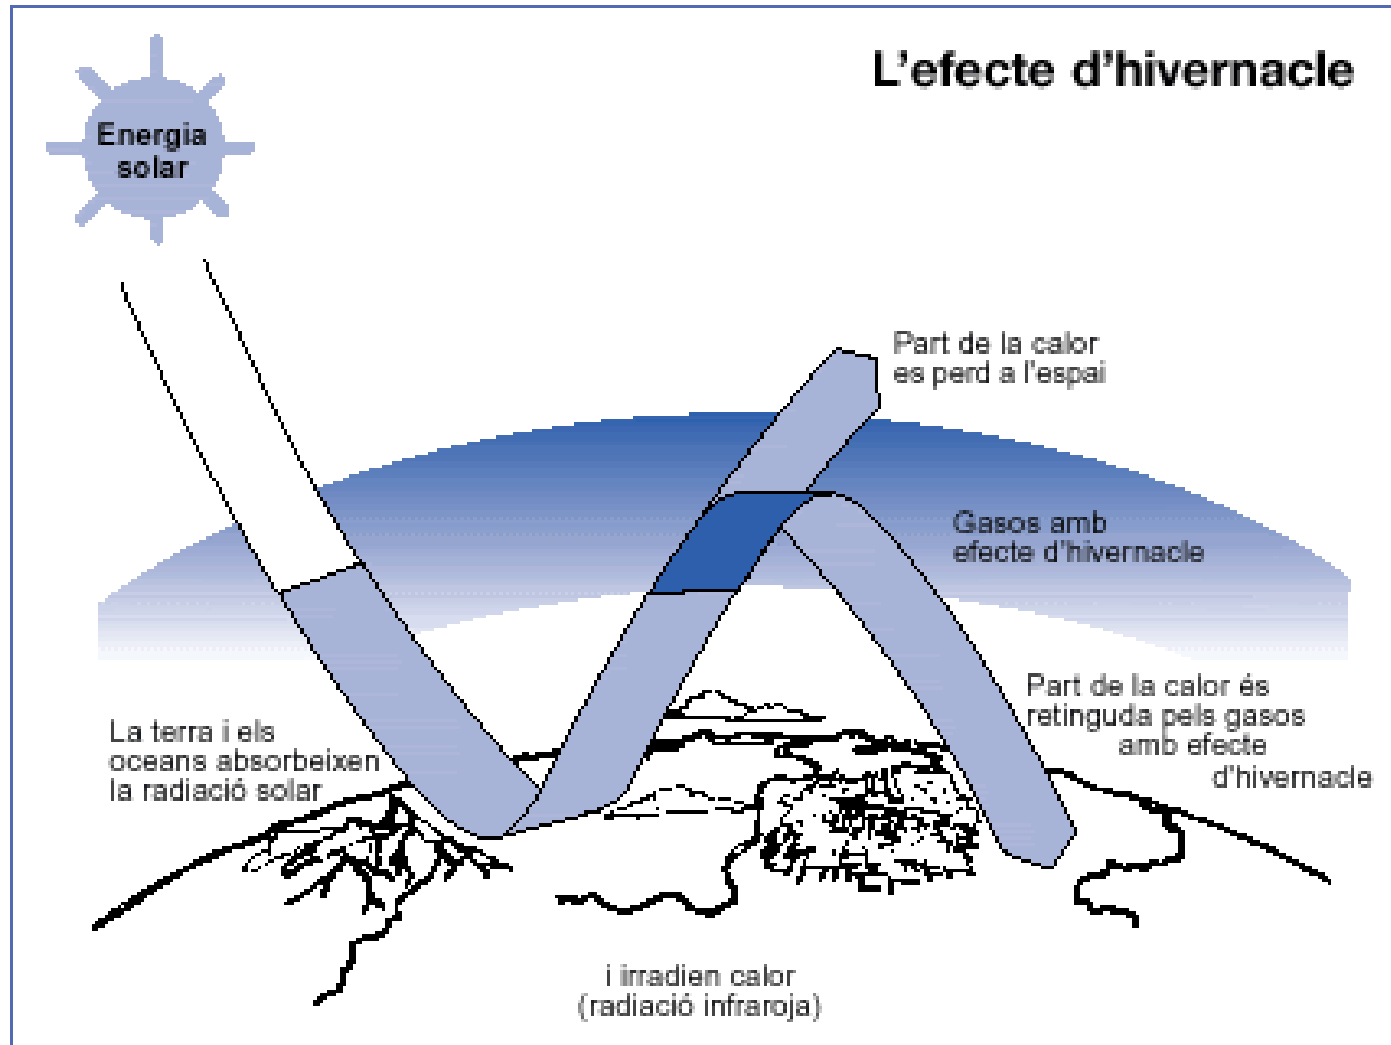 L'efecte d'hivernacle
Energia
solar
Part de la calor
es perd a l'espai
Gasos amb
efecte d'hivernacle
Part de la calor és
retinguda pels gasos
amb efecte
d'hivernacle
La terra i els
oceans absorbeixen
la radiació solar
i irradien calor
(radiació infraroja)